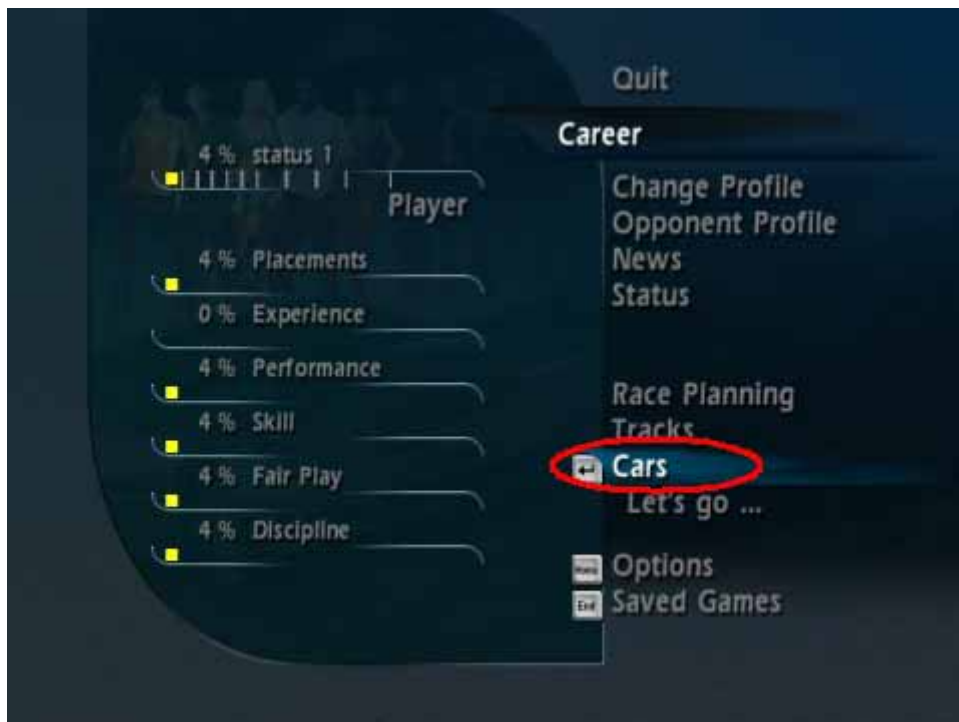 4 % status 1
Player
4 % Placements
0 % Experience
4 % Performance
4 % Skill
4 % Fair Play
4 % Discipline
Quit
Career
Change Profile
Opponent Profile
News
Status
Race Planning
Tracks
Cars
Let's go ...
Options
End Saved Games